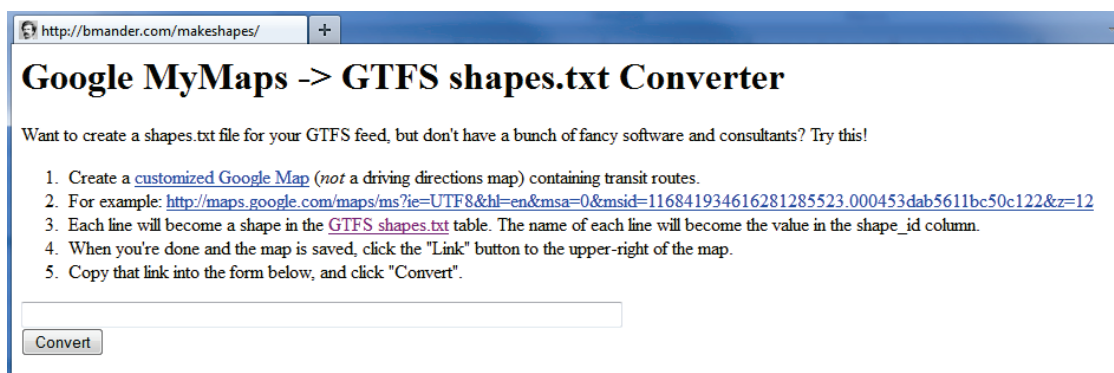 http://bmander.com/makeshapes/
+
Google MyMaps -> GTFS shapes.txt Converter
Want to create a shapes.txt file for your GTFS feed, but don't have a bunch of fancy software and consultants? Try this!
1. Create a customized Google Map (not a driving directions map) containing transit routes.
2. For example: http://maps.google.com/maps/ms?ie=UTF8&hl=en&msa=0&msid=116841934616281285523.000453dab5611bc50c122&z=12
3. Each line will become a shape in the GTFS shapes.txt table. The name of each line will become the value in the shape_id column.
4. When you're done and the map is saved, click the "Link" button to the upper-right of the map.
5. Copy that link into the form below, and click "Convert".
Convert